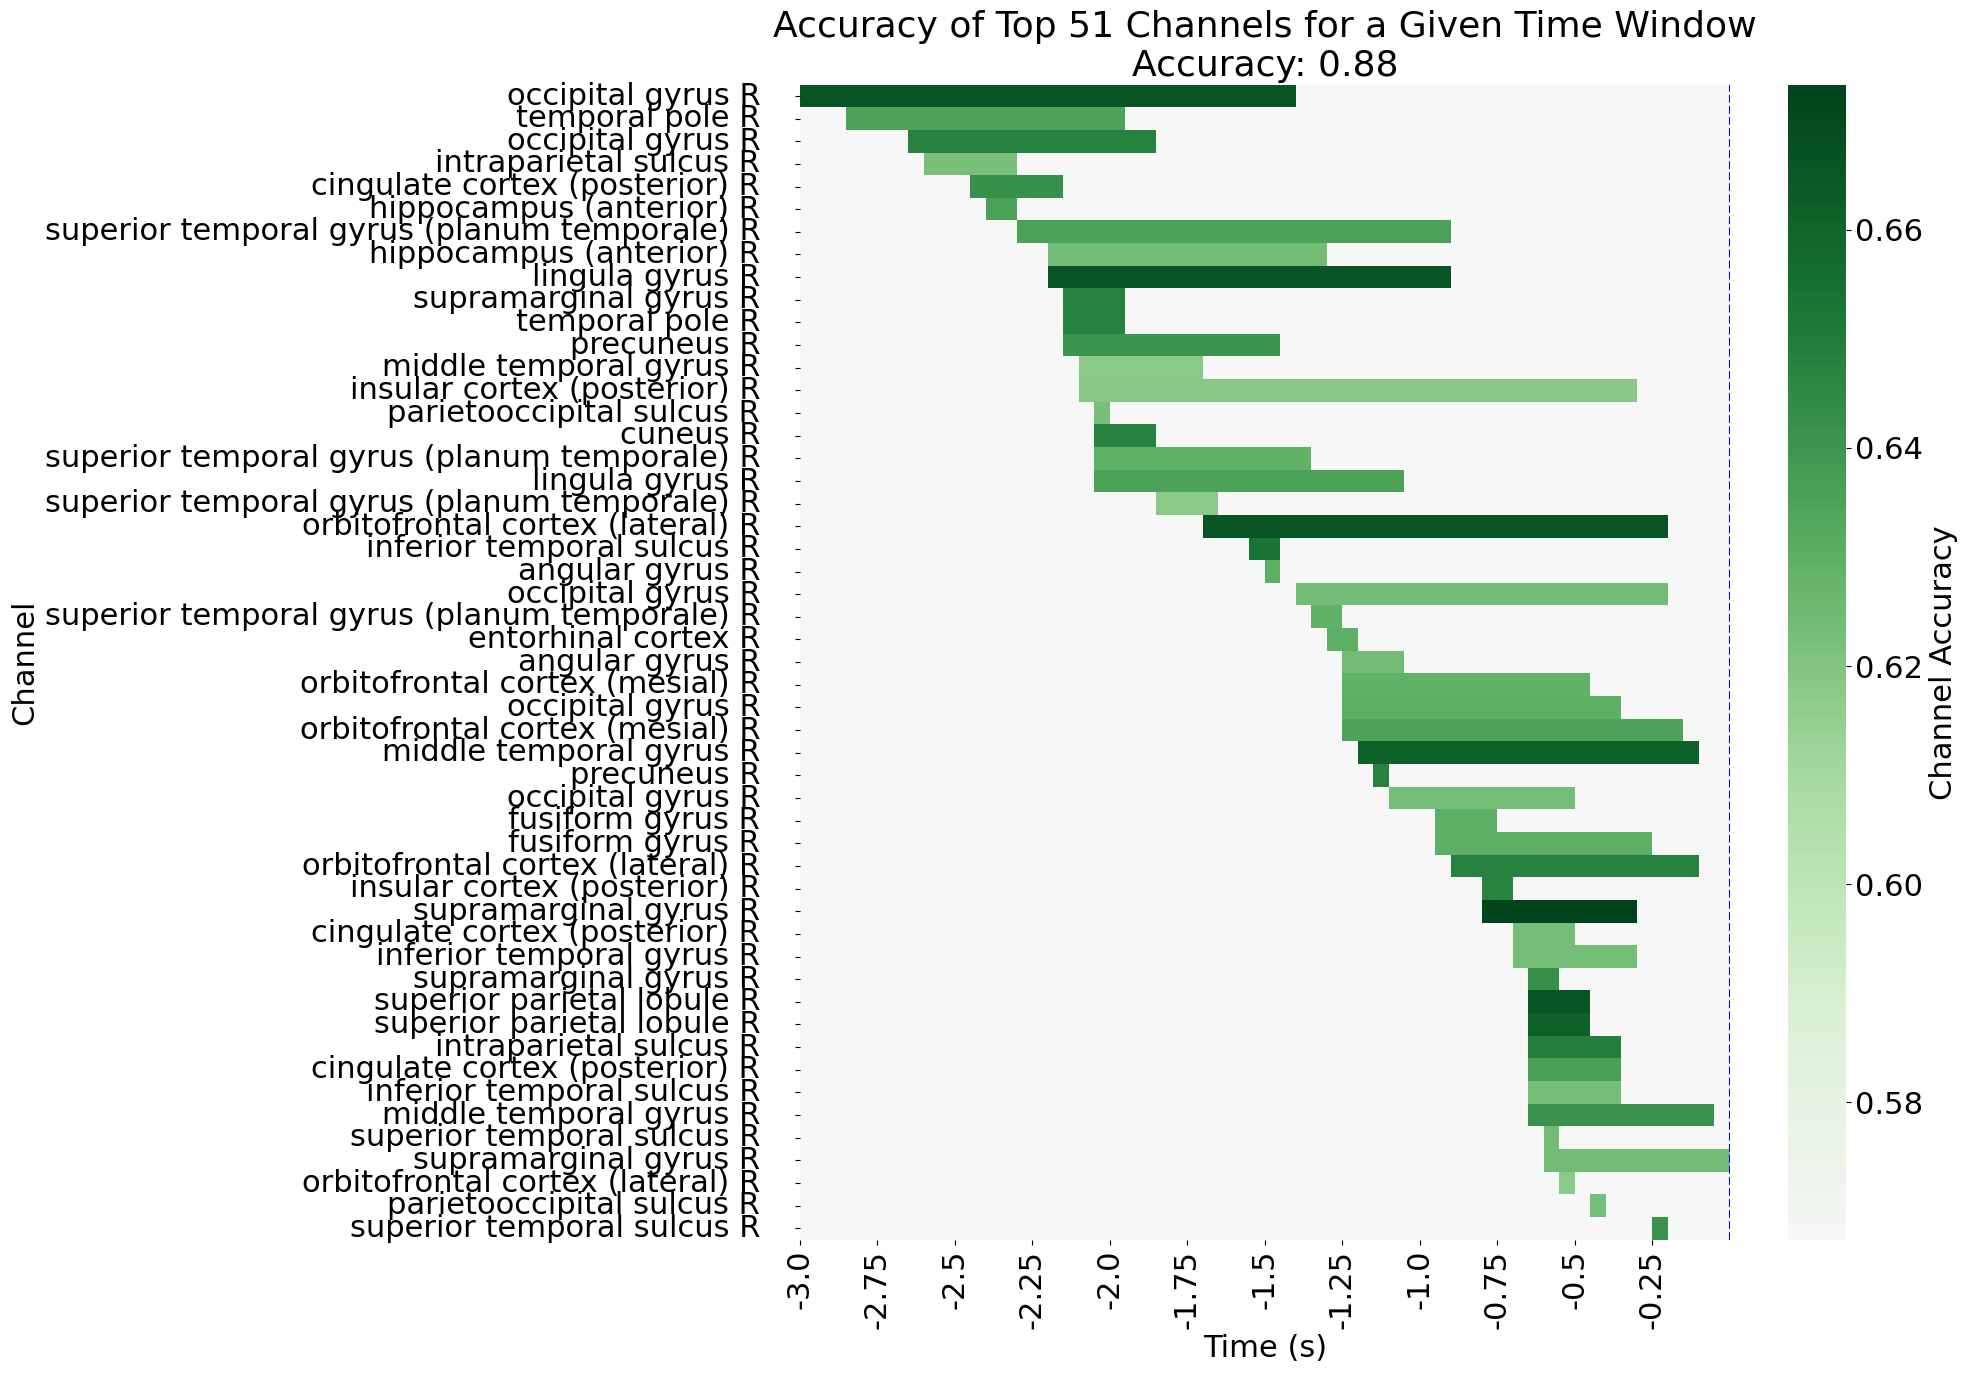 Accuracy of Top 51 Channels for a Given Time Window
Accuracy: 0.88
Channel
occipital gyrus R
temporal pole R
occipital gyrus R
intraparietal sulcus R
cingulate cortex (posterior) R
hippocampus (anterior) R
superior temporal gyrus (planum temporale) R
hippocampus (anterior) R
lingula gyrus R
supramarginal gyrus R
temporal pole R
precuneus R
middle temporal gyrus R
insular cortex (posterior) R
parietooccipital sulcus R
cuneus R
superior temporal gyrus (planum temporale) R
lingula gyrus R
superior temporal gyrus (planum temporale) R
orbitofrontal cortex (lateral) R
inferior temporal sulcus R
angular gyrus R
occipital gyrus R
superior temporal gyrus (planum temporale) R
entorhinal cortex R
angular gyrus R
orbitofrontal cortex (mesial) R
occipital gyrus R
orbitofrontal cortex (mesial) R
middle temporal gyrus R
precuneus R
occipital gyrus R
fusiform gyrus R
fusiform gyrus R
orbitofrontal cortex (lateral) R
insular cortex (posterior) R
supramarginal gyrus R
cingulate cortex (posterior) R
inferior temporal gyrus R
supramarginal gyrus R
superior parietal lobule R
superior parietal lobule R
intraparietal sulcus R
cingulate cortex (posterior) R
inferior temporal sulcus R
middle temporal gyrus R
superior temporal sulcus R
supramarginal gyrus R
orbitofrontal cortex (lateral) R
parietooccipital sulcus R
superior temporal sulcus R
-3.0
-2.75
-2.5
-2.25
-2.0
-1.75
-1.5
-1.25
-1.0
-0.75
-0.5
-0.25
Time (s)
0.66
0.64
0.62
0.60
0.58
Channel Accuracy